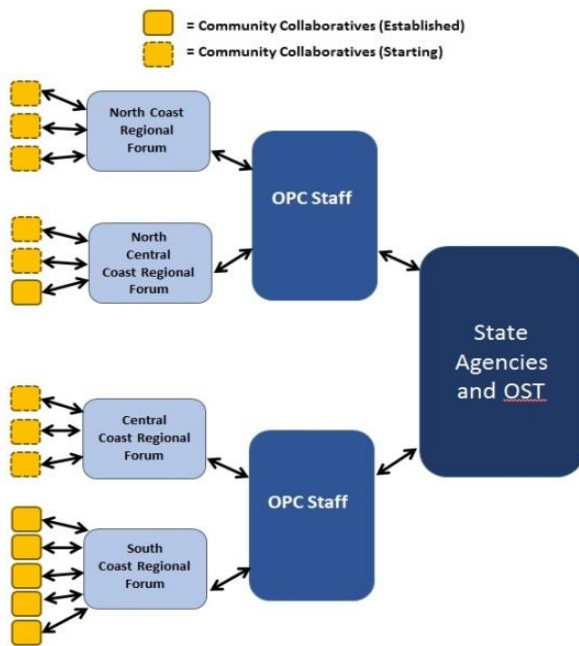 = Community Collaboratives (Established)
= Community Collaboratives (Starting)
North Coast
Regional
Forum
OPC Staff
North
Central
Coast Regional
Forum
State
Agencies
and OST
Central
Coast Regional
Forum
OPC Staff
South
Coast Regional
Forum